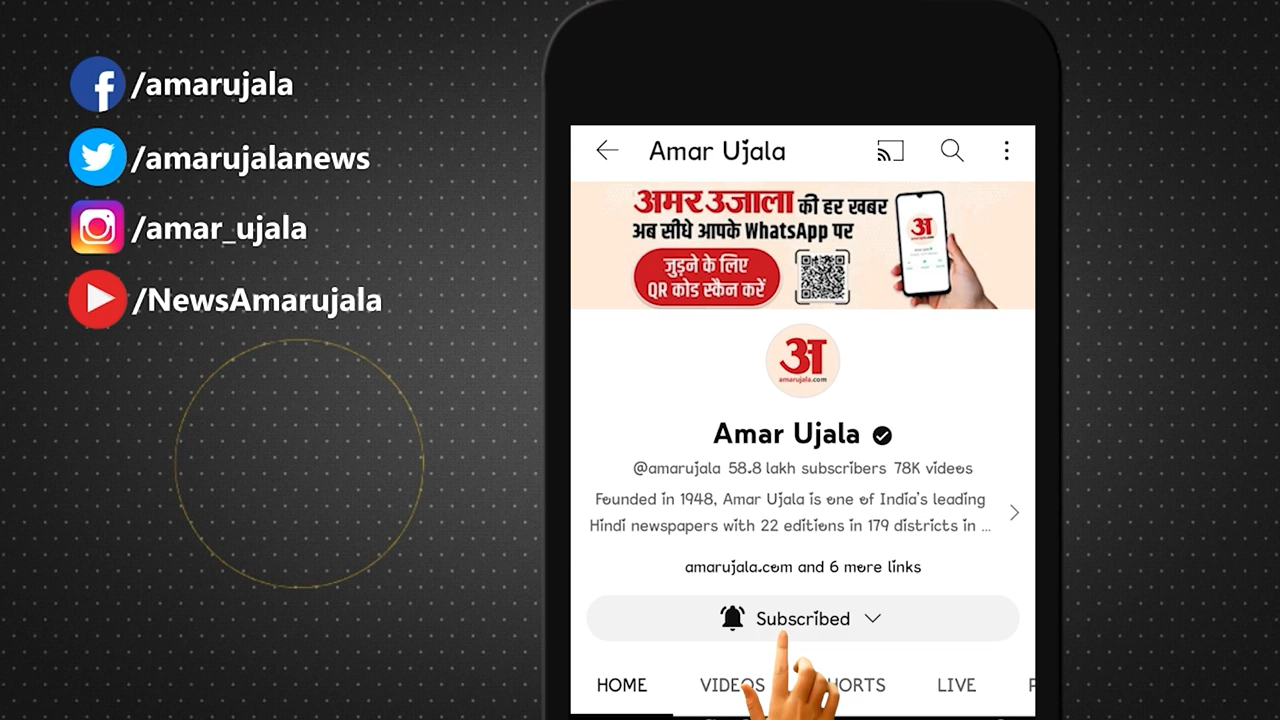 /amarujala
/amarujalanews
/amar_ujala
/NewsAmarujala
Amar Ujala
अमर उजाला की हर खबर
अब सीधे आपके WhatsApp पर
जुड़ने के लिए
QR कोड स्कैन करें
अ
अ
amarujala.com
Amar Ujala
@amarujala 58.8 lakh subscribers 78K videos
Founded in 1948, Amar Ujala is one of India's leading
Hindi newspapers with 22 editions in 179 districts in ...
amarujala.com and 6 more links
Subscribed
HOME VIDEOS HORTS LIVE